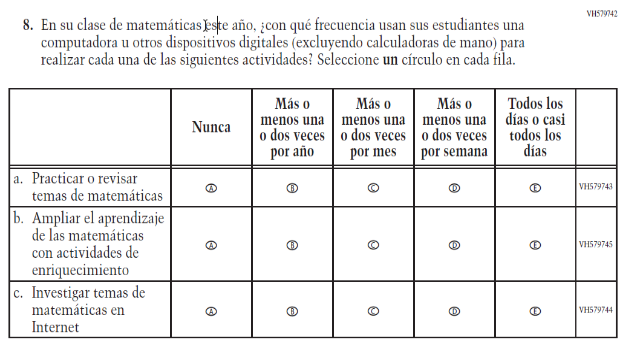 VH579742
8. En su clase de matemáticas este año, ¿con qué frecuencia usan sus estudiantes una
computadora u otros dispositivos digitales (excluyendo calculadoras de mano) para
realizar cada una de las siguientes actividades? Seleccione un círculo en cada fila.
Nunca
Más o
menos una
o dos veces
por año
Más o
menos una
o dos veces
por mes
Más o
menos una
o dos veces
por semana
Todos los
días o casi
todos los
días
a. Practicar o revisar
temas de matemáticas
A B C D E VH579743
b. Ampliar el aprendizaje
de las matemáticas
con actividades de
enriquecimiento
A B C D E VH579745
c. Investigar temas de
matemáticas en
Internet
A B C D E VH579744